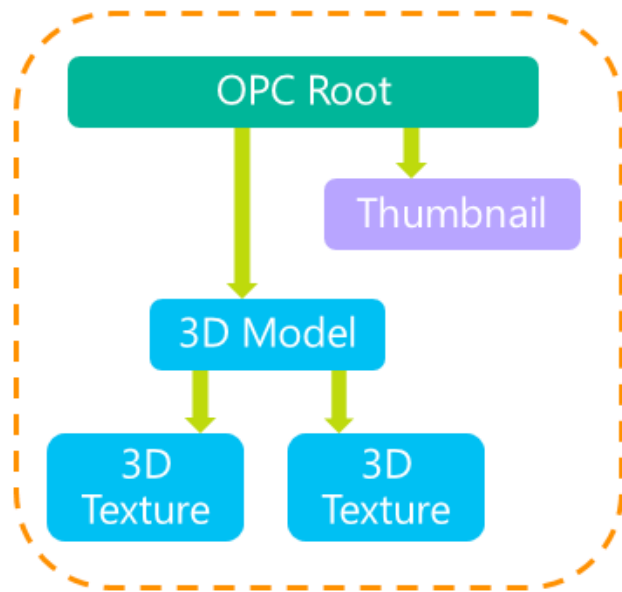 OPC Root
Thumbnail
3D Model
3D
Texture
3D
Texture